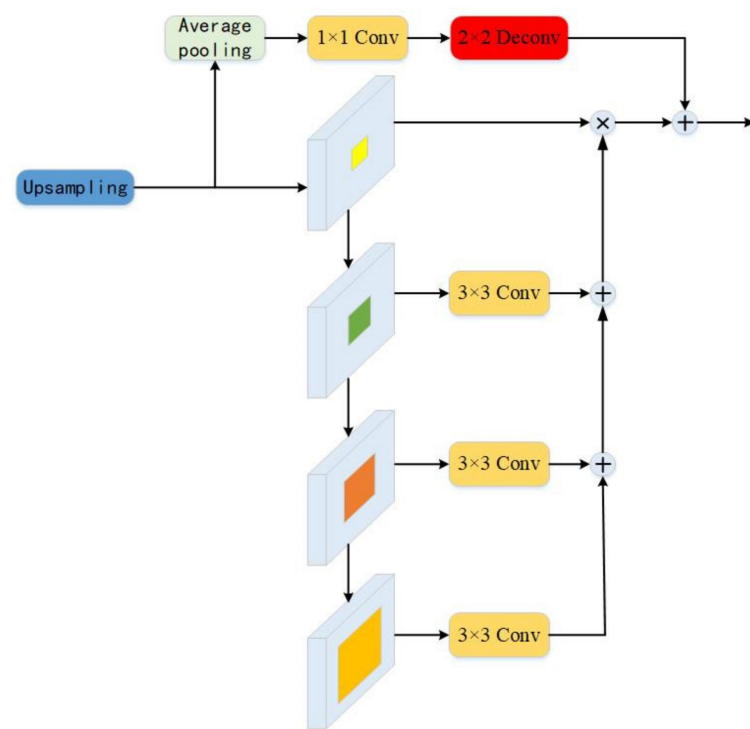 Average
pooling
1×1 Conv
2×2 Deconv
×
+
Upsampling
3×3 Conv
+
3×3 Conv
+
3×3 Conv